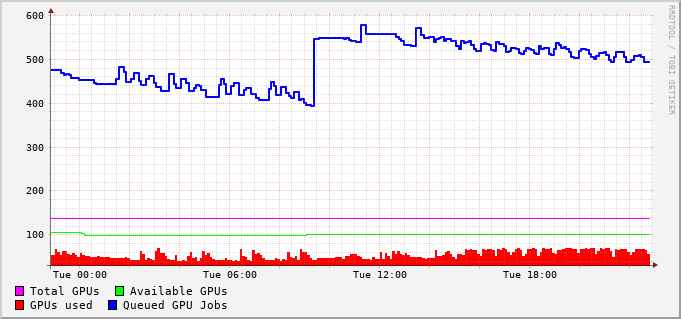 600
500
400
300
200
100
Tue 00:00 Tue 06:00 Tue 12:00 Tue 18:00
Total GPUs Available GPUs
GPUs used Queued GPU Jobs
RRDTOOL / TOBI OETIKER